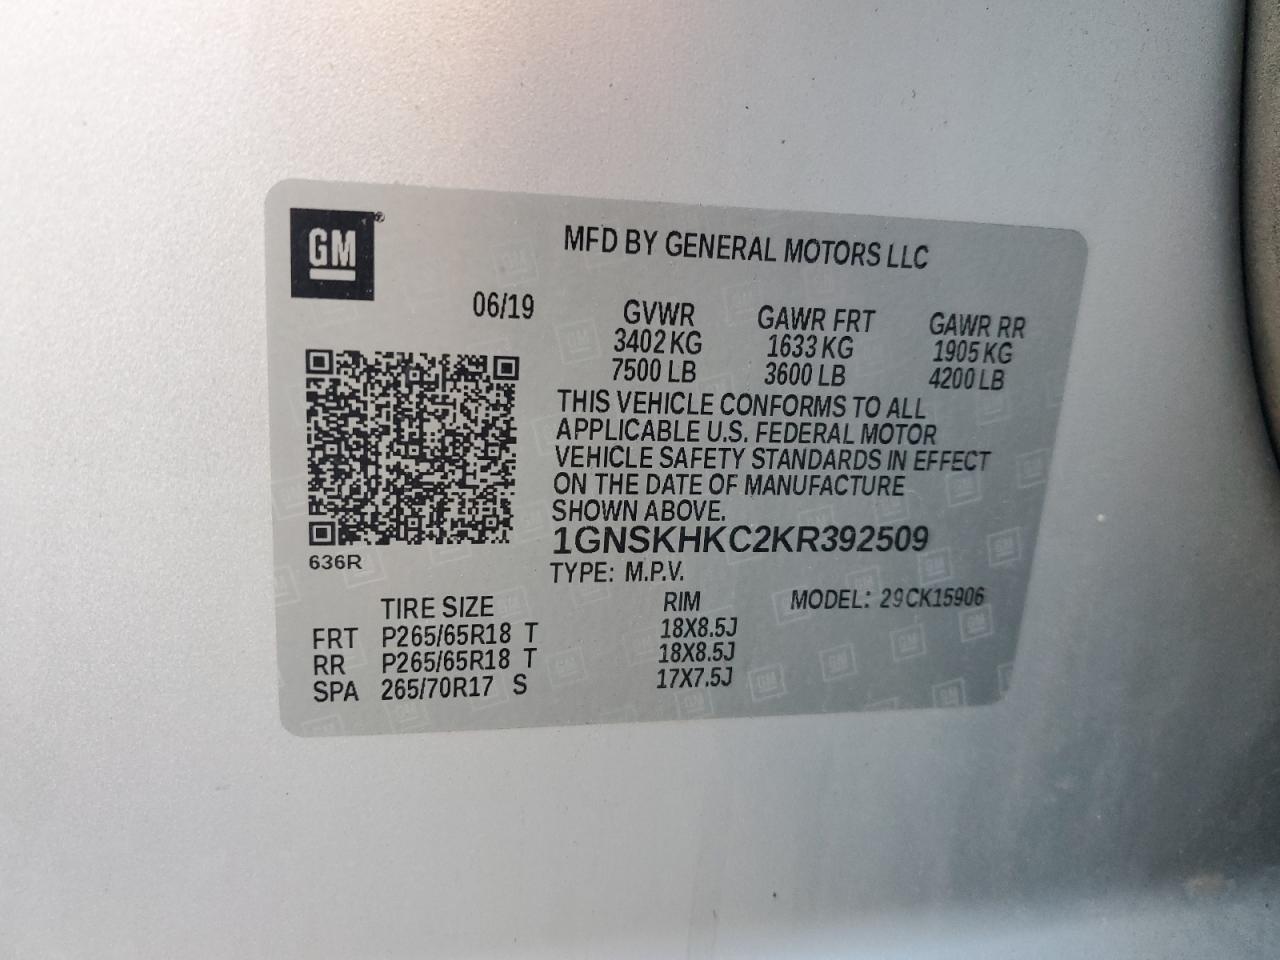 GM®
MFD BY GENERAL MOTORS LLC
06/19
GVWR GAWR FRT GAWR RR
3402 KG 1633 KG 1905 KG
7500 LB 3600 LB 4200 LB
THIS VEHICLE CONFORMS TO ALL
APPLICABLE U.S. FEDERAL MOTOR
VEHICLE SAFETY STANDARDS IN EFFECT
ON THE DATE OF MANUFACTURE
SHOWN ABOVE.
1GNSKHKC2KR392509
636R
TYPE: M.P.V.
MODEL: 29CK15906
TIRE SIZE RIM
FRT P265/65R18 T 18X8.5J
RR P265/65R18 T 18X8.5J
SPA 265/70R17 S 17X7.5J